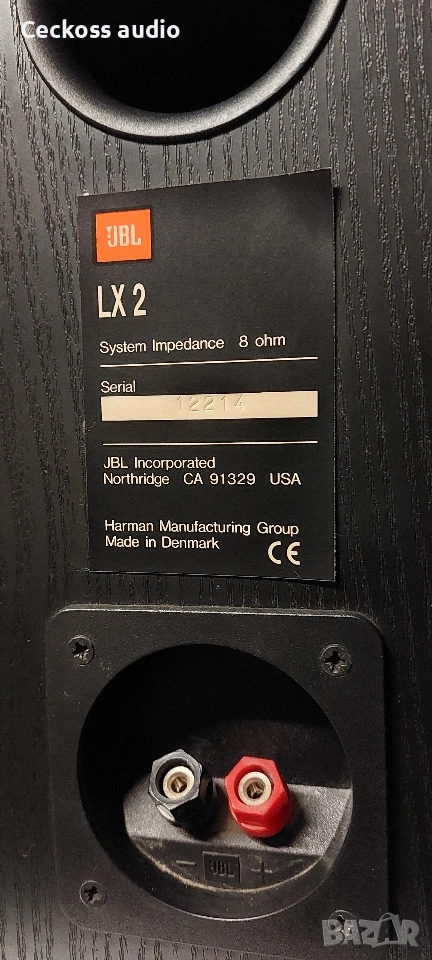 Ceckoss audio
JBL
LX 2
System Impedance 8 ohm
Serial
12214
JBL Incorporated
Northridge CA 91329 USA
Harman Manufacturing Group
Made in Denmark CE
− JBL +
BAZAR